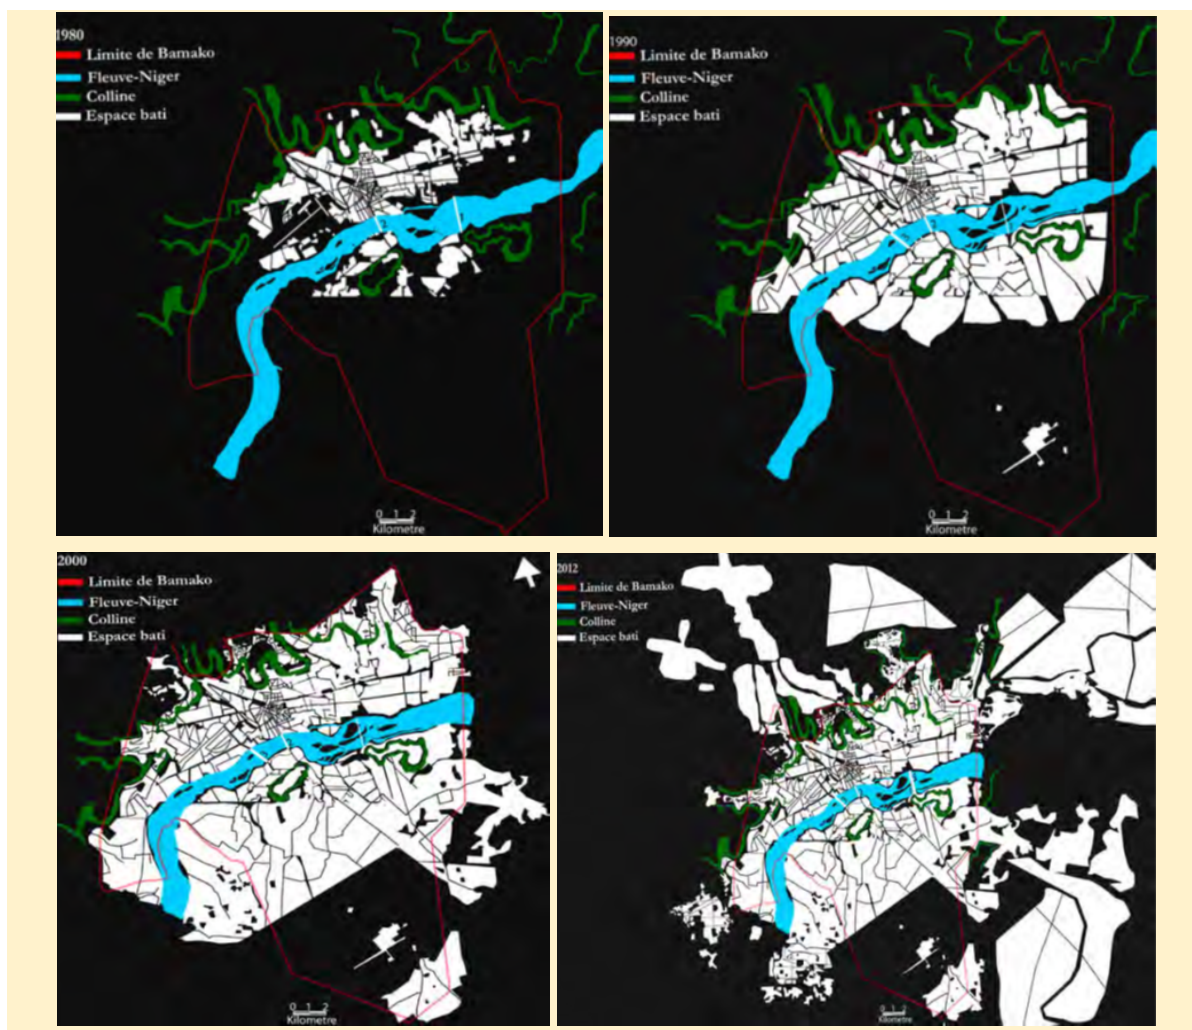 1980
Limite de Bamako
Fleuve-Niger
Colline
Espace bati
0 1 2
Kilometre
1990
Limite de Bamako
Fleuve-Niger
Colline
Espace bati
0 1 2
Kilometre
2000
Limite de Bamako
Fleuve-Niger
Colline
Espace bati
0 1 2
Kilometre
2012
Limite de Bamako
Fleuve-Niger
Colline
Espace bati
0 1 2
Kilometre